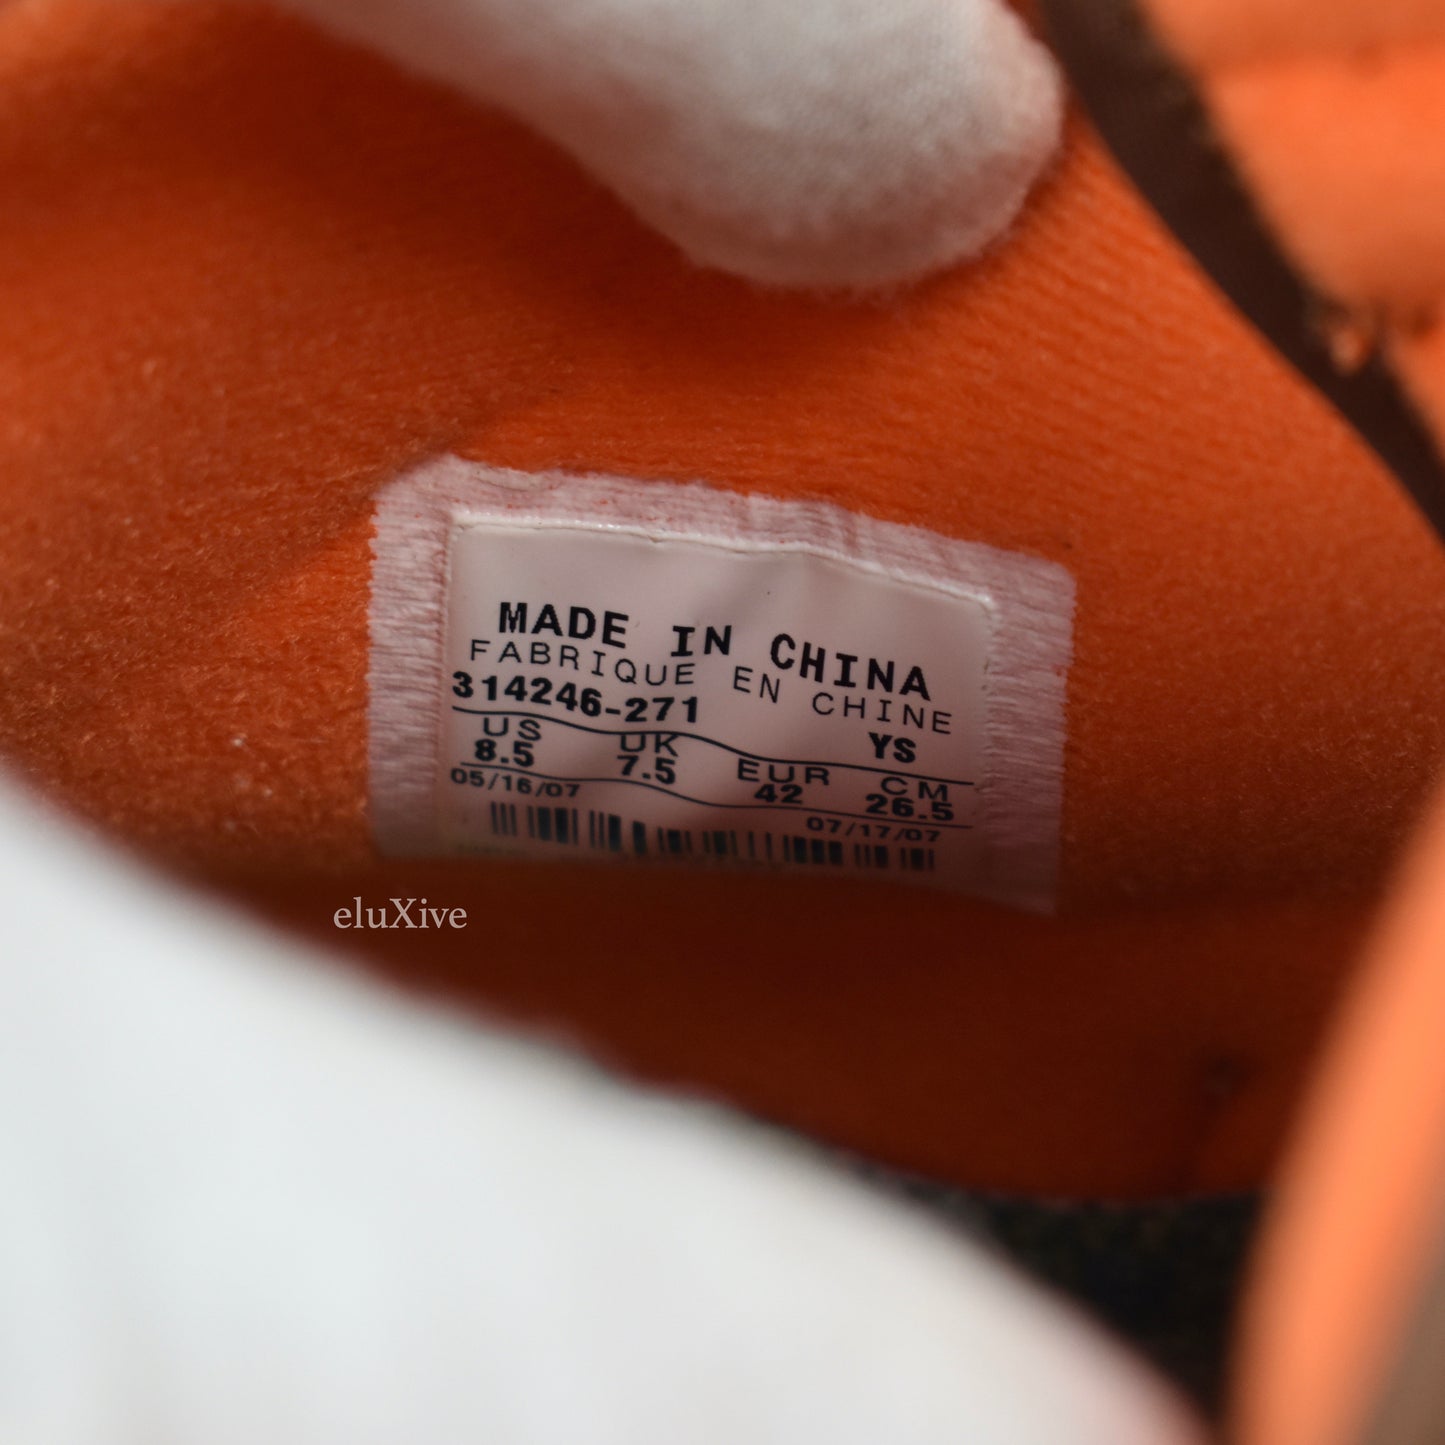 MADE IN CHINA
FABRIQUE EN CHINE
314246-271 YS
US UK EUR CM
8.5 7.5 42 26.5
05/16/07 07/17/07
eluXive